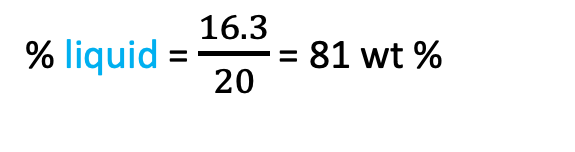 % liquid = 16.3/20 = 81 wt %